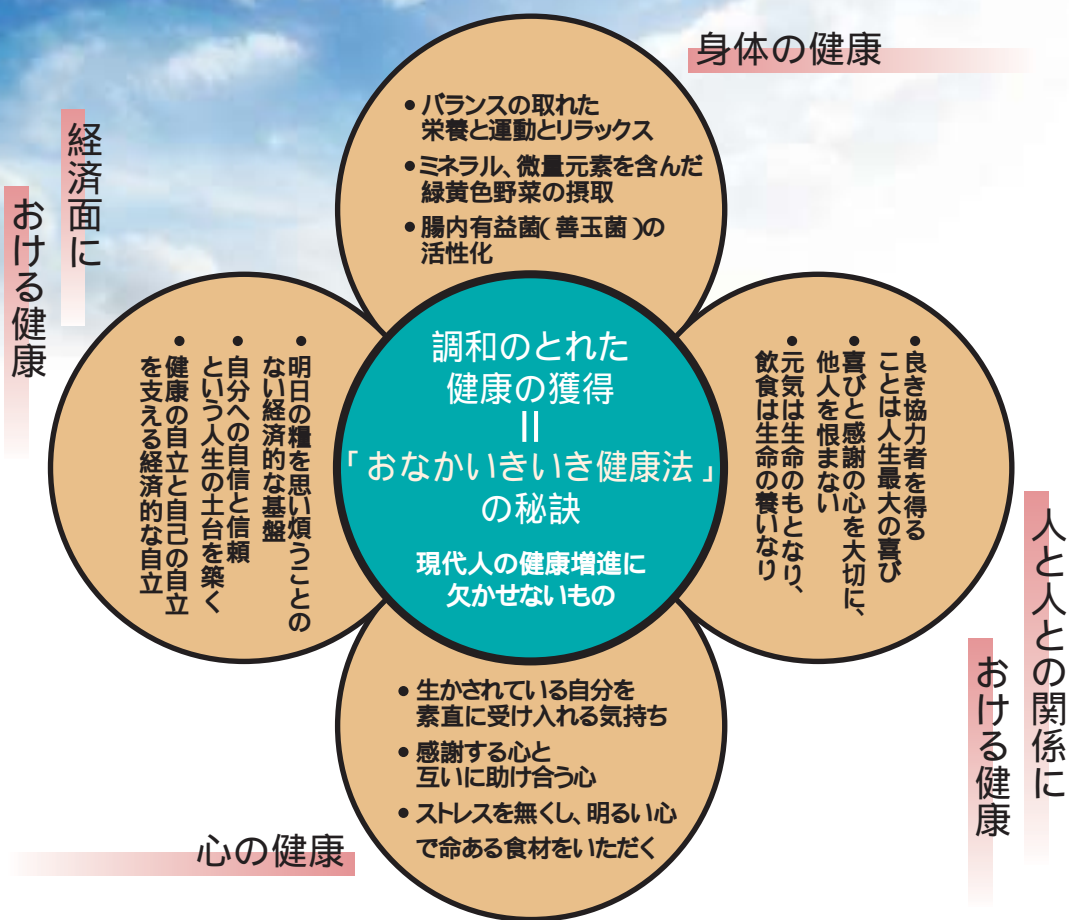 身体の健康
• バランスの取れた
栄養と運動とリラックス
• ミネラル、微量元素を含んだ
緑黄色野菜の摂取
• 腸内有益菌(善玉菌)の
活性化
経済面に
おける健康
• 明日の糧を思い煩うことの
ない経済的な基盤
• 自分への自信と信頼
という人生の土台を築く
• 健康の自立と自己の自立
を支える経済的な自立
調和のとれた
健康の獲得
||
「おなかいきいき健康法」
の秘訣
現代人の健康増進に
欠かせないもの
• 良き協力者を得る
ことは人生最大の喜び
• 喜びと感謝の心を大切に、
他人を恨まない
• 元気は生命のもとなり、
飲食は生命の養いなり
人と人との関係に
おける健康
• 生かされている自分を
素直に受け入れる気持ち
• 感謝する心と
互いに助け合う心
• ストレスを無くし、明るい心
で命ある食材をいただく
心の健康